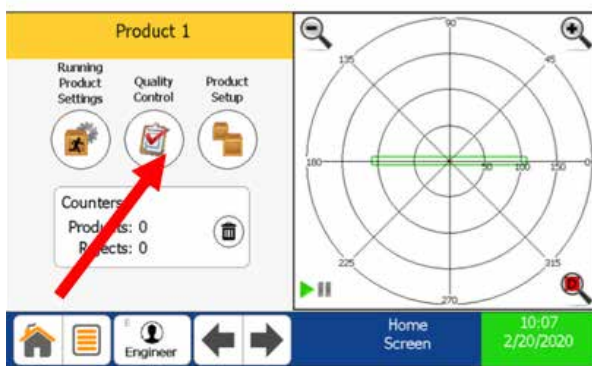 Product 1
Running
Product
Settings
Quality
Control
Product
Setup
Counters
Products: 0
Rejects: 0
90
135
45
180
50
100
150
0
225
315
270
E
Engineer
Home
Screen
10:07
2/20/2020